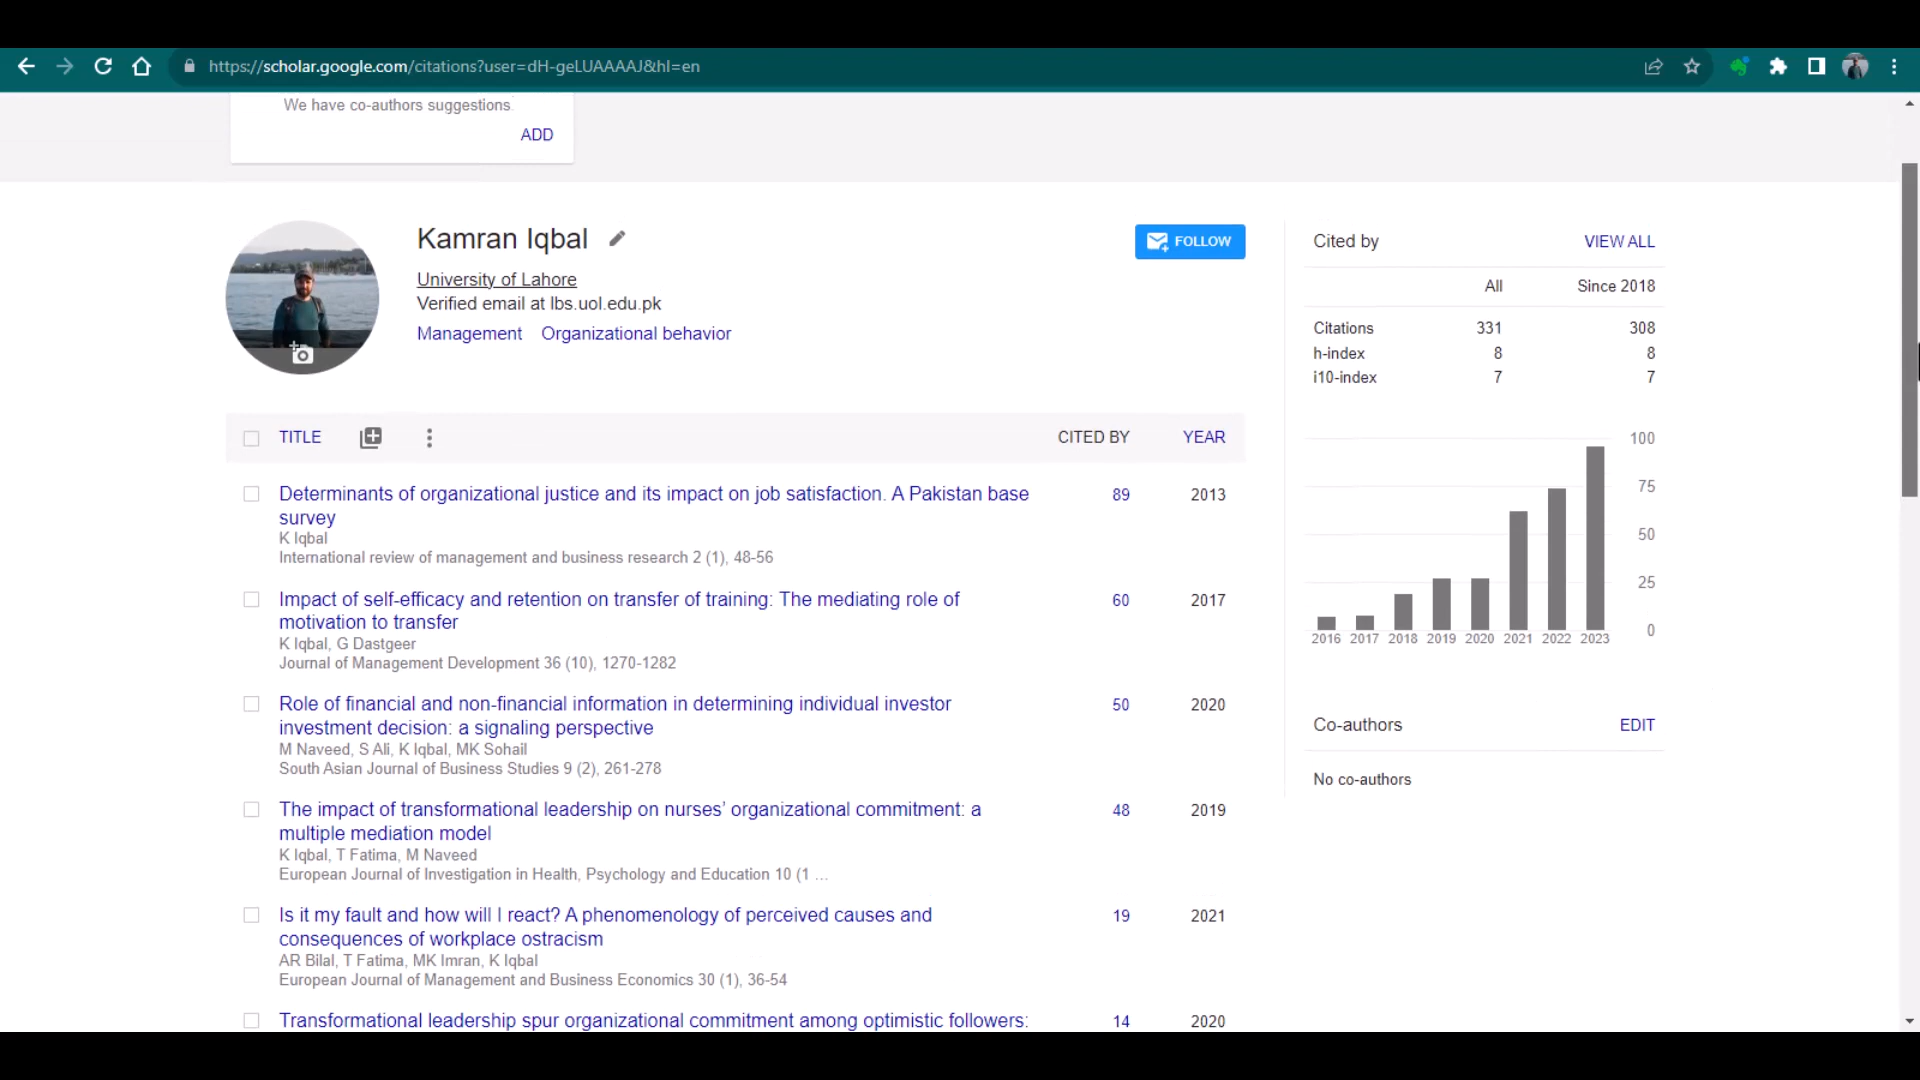 https://scholar.google.com/citations?user=dH-geLUAAAAJ&hl=en
We have co-authors suggestions.
ADD
Kamran Iqbal
University of Lahore
Verified email at lbs.uol.edu.pk
Management Organizational behavior
FOLLOW
TITLE CITED BY YEAR
Determinants of organizational justice and its impact on job satisfaction. A Pakistan base 89 2013
survey
K Iqbal
International review of management and business research 2 (1), 48-56
Impact of self-efficacy and retention on transfer of training: The mediating role of 60 2017
motivation to transfer
K Iqbal, G Dastgeer
Journal of Management Development 36 (10), 1270-1282
Role of financial and non-financial information in determining individual investor 50 2020
investment decision: a signaling perspective
M Naveed, S Ali, K Iqbal, MK Sohail
South Asian Journal of Business Studies 9 (2), 261-278
The impact of transformational leadership on nurses’ organizational commitment: a 48 2019
multiple mediation model
K Iqbal, T Fatima, M Naveed
European Journal of Investigation in Health, Psychology and Education 10 (1 ...
Is it my fault and how will I react? A phenomenology of perceived causes and 19 2021
consequences of workplace ostracism
AR Bilal, T Fatima, MK Imran, K Iqbal
European Journal of Management and Business Economics 30 (1), 36-54
Transformational leadership spur organizational commitment among optimistic followers: 14 2020
Cited by VIEW ALL
All Since 2018
Citations 331 308
h-index 8 8
i10-index 7 7
100
75
50
25
0
2016 2017 2018 2019 2020 2021 2022 2023
Co-authors EDIT
No co-authors